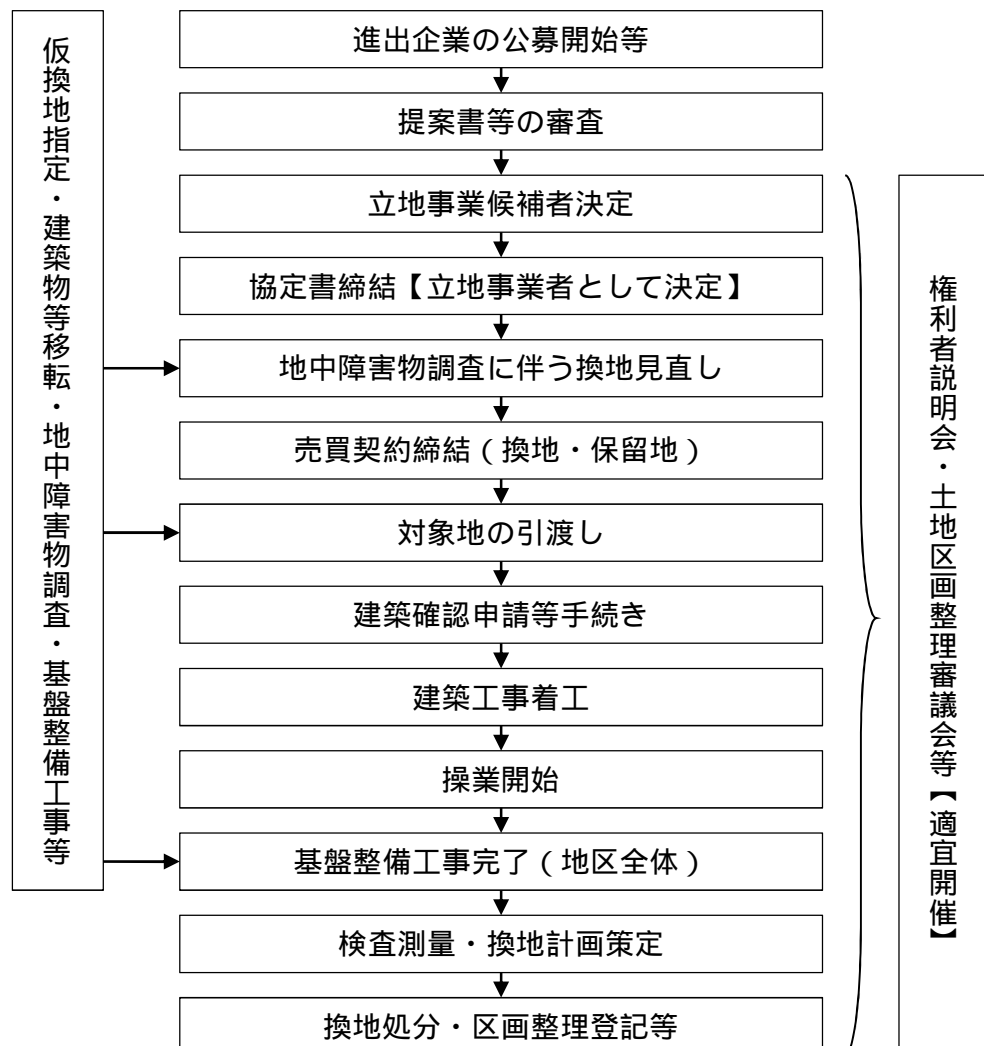 仮換地指定・建築物等移転・地中障害物調査・基盤整備工事等
進出企業の公募開始等
提案書等の審査
立地事業候補者決定
協定書締結【立地事業者として決定】
地中障害物調査に伴う換地見直し
売買契約締結（換地・保留地）
対象地の引渡し
建築確認申請等手続き
建築工事着工
操業開始
基盤整備工事完了（地区全体）
検査測量・換地計画策定
換地処分・区画整理登記等
権利者説明会・土地区画整理審議会等【適宜開催】